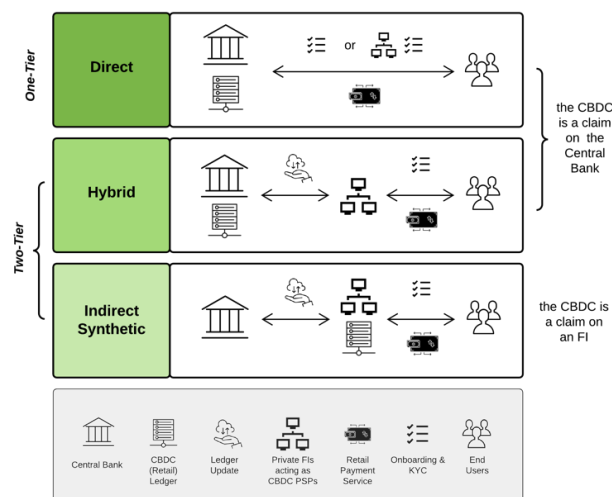 One-Tier
Direct
or
the CBDC
is a claim
on the
Central
Bank
Two-Tier
Hybrid
Indirect
Synthetic
the CBDC is
a claim on
an FI
Central Bank
CBDC
(Retail)
Ledger
Ledger
Update
Private FIs
acting as
CBDC PSPs
Retail
Payment
Service
Onboarding &
KYC
End
Users